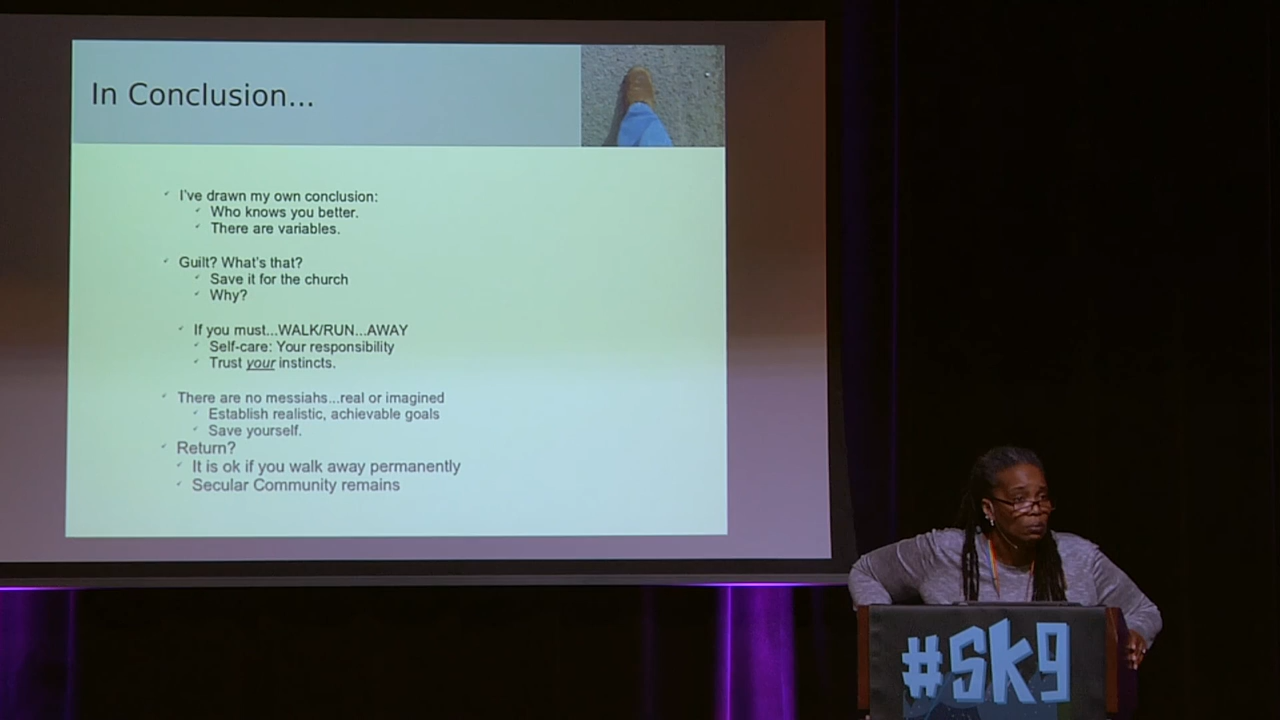 In Conclusion...
I've drawn my own conclusion:
Who knows you better.
There are variables.
Guilt? What's that?
Save it for the church
Why?
If you must...WALK/RUN...AWAY
Self-care: Your responsibility
Trust your instincts.
There are no messiahs...real or imagined
Establish realistic, achievable goals
Save yourself.
Return?
It is ok if you walk away permanently
Secular Community remains
#sk9